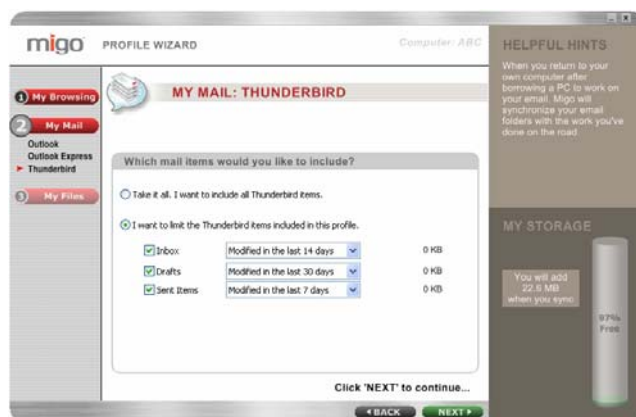 migo
PROFILE WIZARD
Computer: ABC
1 My Browsing
2 My Mail
Outlook
Outlook Express
Thunderbird
3 My Files
MY MAIL: THUNDERBIRD
Which mail items would you like to include?
Take it all. I want to include all Thunderbird items.
I want to limit the Thunderbird items included in this profile.
Inbox Modified in the last 14 days 0 KB
Drafts Modified in the last 30 days 0 KB
Sent Items Modified in the last 7 days 0 KB
Click 'NEXT' to continue...
BACK NEXT
HELPFUL HINTS
When you return to your
own computer after
borrowing a PC to work on
your email, Migo will
synchronize your email
folders with the work you've
done on the road
MY STORAGE
You will add
22.6 MB
when you sync
97%
Free